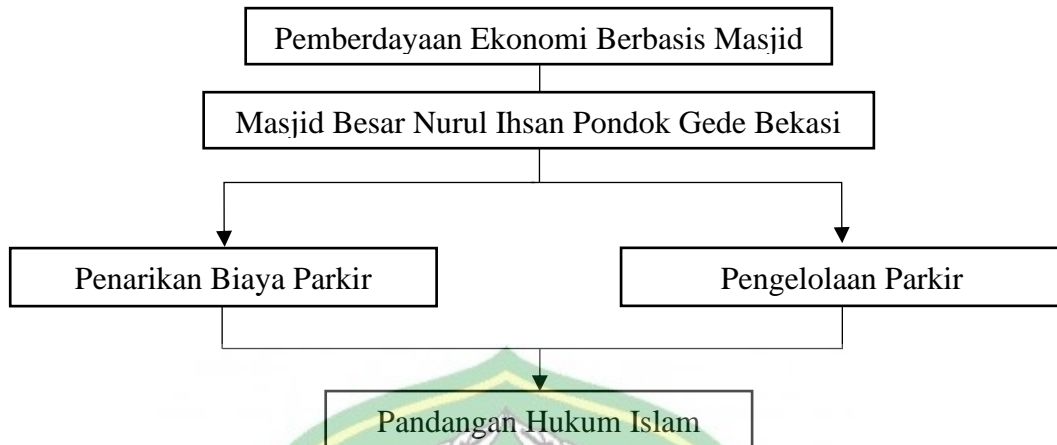 Pemberdayaan Ekonomi Berbasis Masjid
Masjid Besar Nurul Ihsan Pondok Gede Bekasi
Penarikan Biaya Parkir
Pengelolaan Parkir
Pandangan Hukum Islam